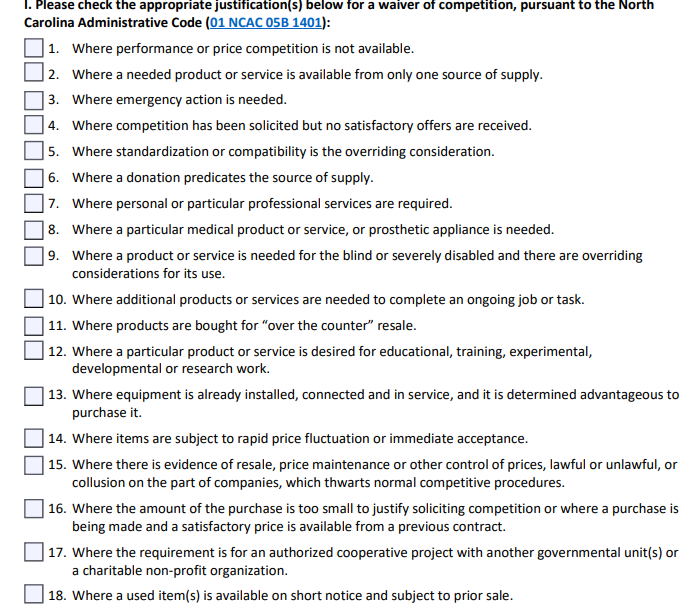 I. Please check the appropriate justification(s) below for a waiver of competition, pursuant to the North
Carolina Administrative Code (01 NCAC 05B 1401):
1. Where performance or price competition is not available.
2. Where a needed product or service is available from only one source of supply.
3. Where emergency action is needed.
4. Where competition has been solicited but no satisfactory offers are received.
5. Where standardization or compatibility is the overriding consideration.
6. Where a donation predicates the source of supply.
7. Where personal or particular professional services are required.
8. Where a particular medical product or service, or prosthetic appliance is needed.
9. Where a product or service is needed for the blind or severely disabled and there are overriding
considerations for its use.
10. Where additional products or services are needed to complete an ongoing job or task.
11. Where products are bought for “over the counter” resale.
12. Where a particular product or service is desired for educational, training, experimental,
developmental or research work.
13. Where equipment is already installed, connected and in service, and it is determined advantageous to
purchase it.
14. Where items are subject to rapid price fluctuation or immediate acceptance.
15. Where there is evidence of resale, price maintenance or other control of prices, lawful or unlawful, or
collusion on the part of companies, which thwarts normal competitive procedures.
16. Where the amount of the purchase is too small to justify soliciting competition or where a purchase is
being made and a satisfactory price is available from a previous contract.
17. Where the requirement is for an authorized cooperative project with another governmental unit(s) or
a charitable non-profit organization.
18. Where a used item(s) is available on short notice and subject to prior sale.